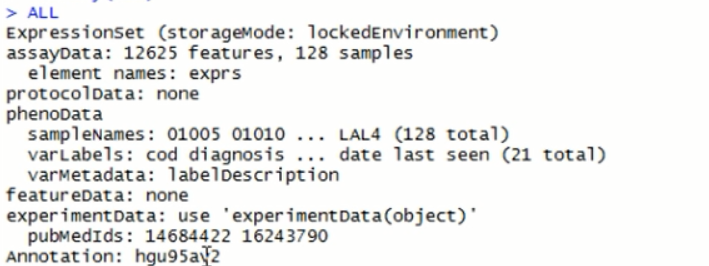 > ALL
ExpressionSet (storageMode: lockedEnvironment)
assayData: 12625 features, 128 samples
element names: exprs
protocolData: none
phenoData
sampleNames: 01005 01010 ... LAL4 (128 total)
varLabels: cod diagnosis ... date last seen (21 total)
varMetadata: labelDescription
featureData: none
experimentData: use 'experimentData(object)'
pubMedIds: 14684422 16243790
Annotation: hgu95av2